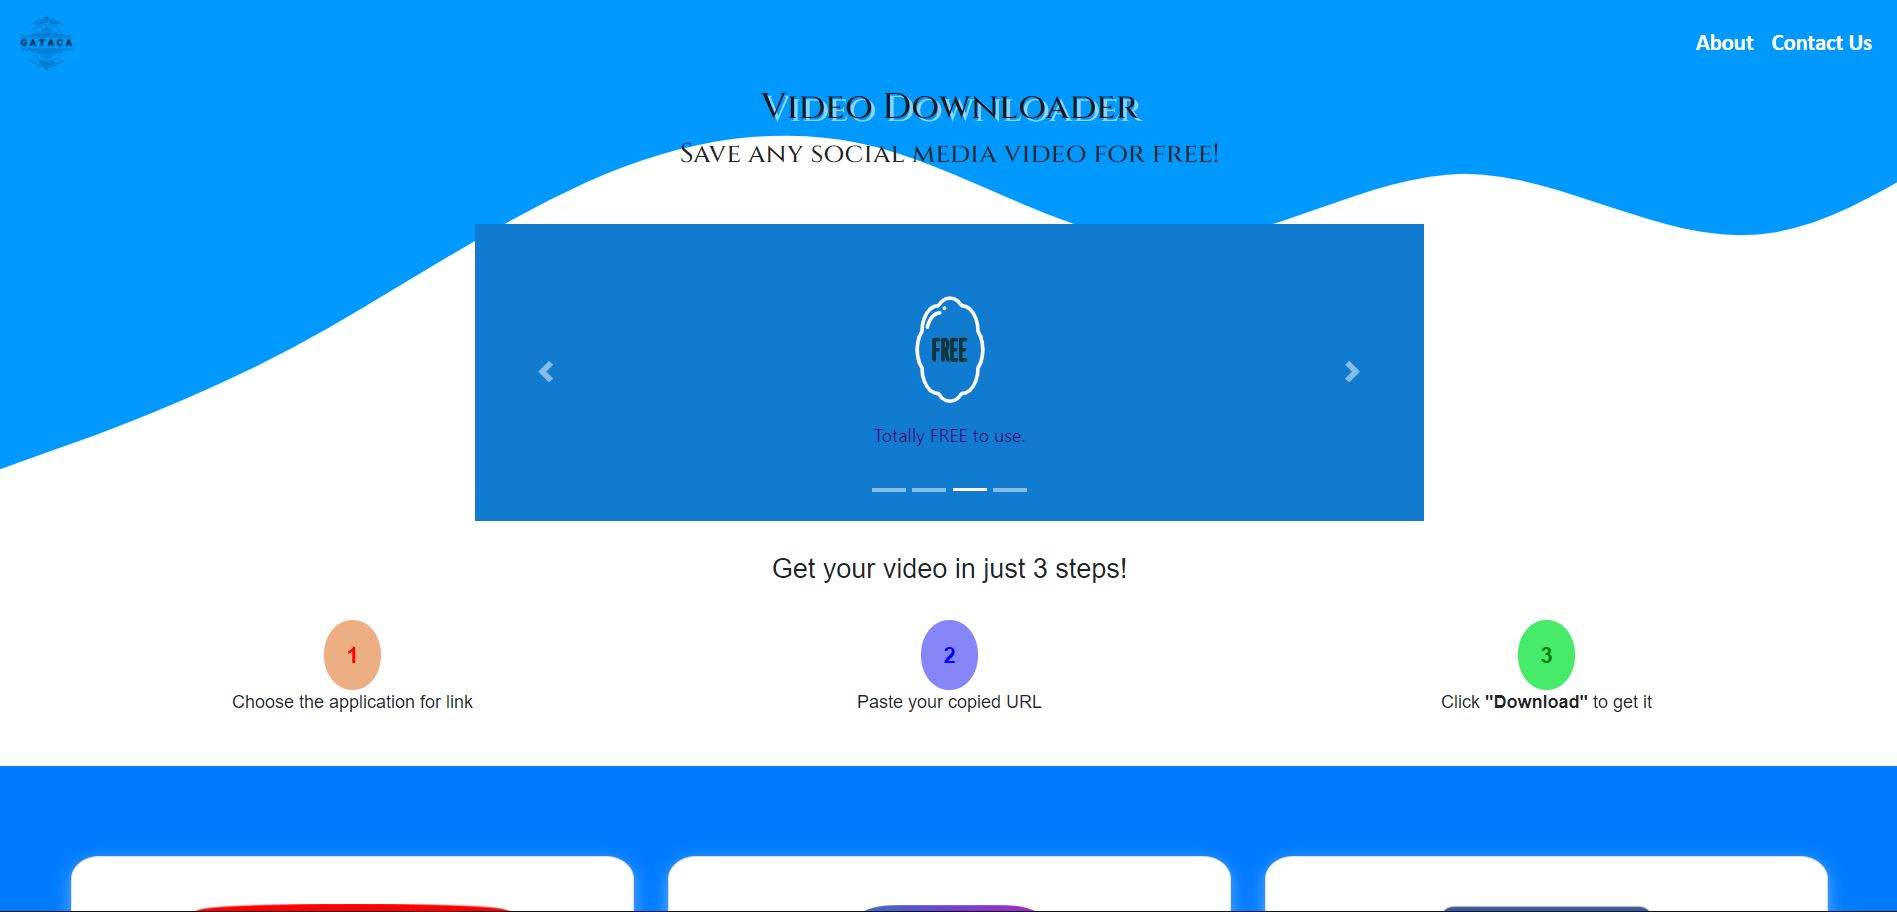 GATACA
About Contact Us
Video Downloader
Save any social media video for free!
FREE
Totally FREE to use.
Get your video in just 3 steps!
1
Choose the application for link
2
Paste your copied URL
3
Click "Download" to get it